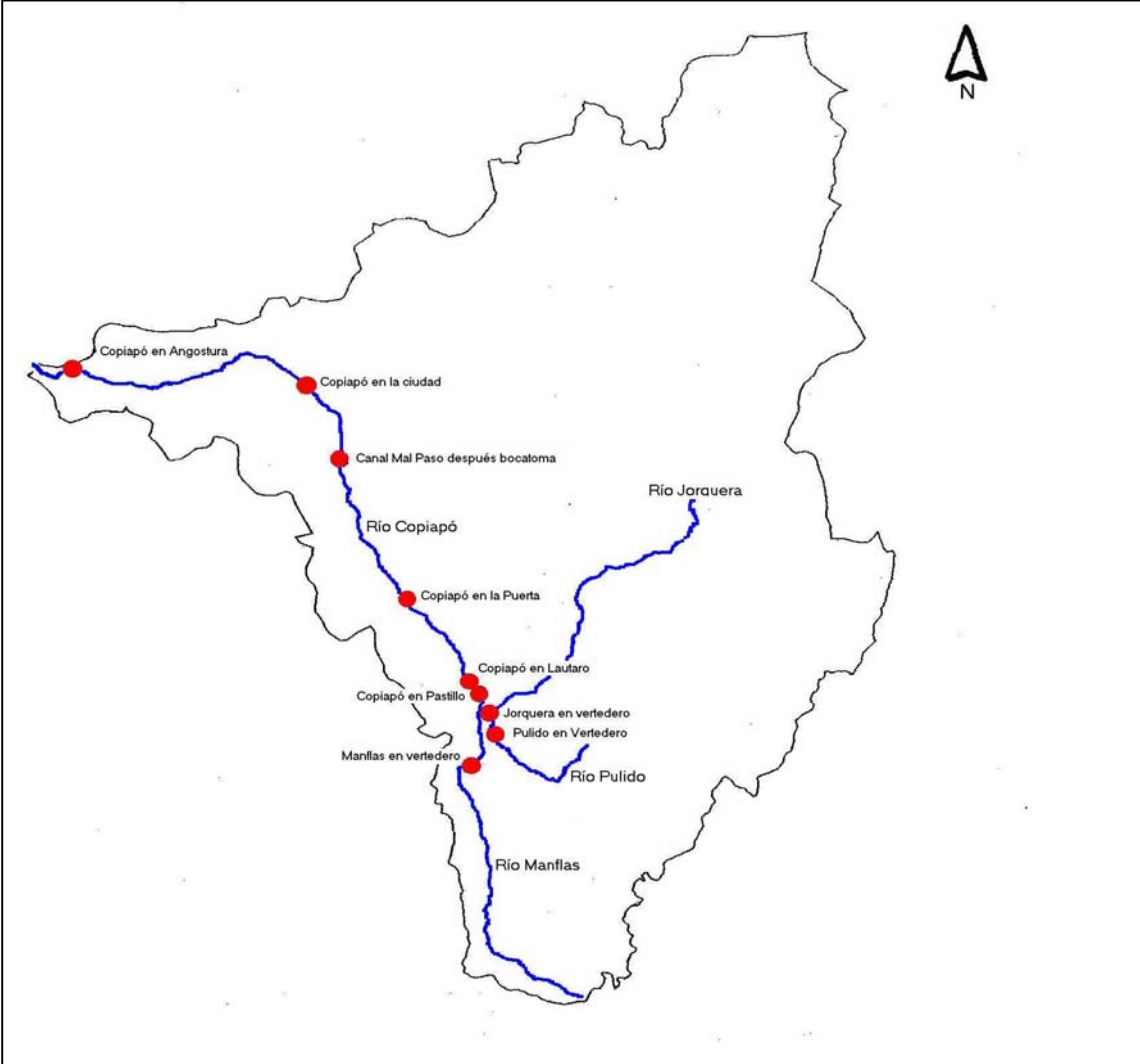 N
Copiapó en Angostura
Copiapó en la ciudad
Canal Mal Paso después bocatoma
Río Jorquera
Río Copiapó
Copiapó en la Puerta
Copiapó en Lautaro
Copiapó en Pastillo
Jorquera en vertedero
Pulido en Vertedero
Manflas en vertedero
Río Pulido
Río Manflas